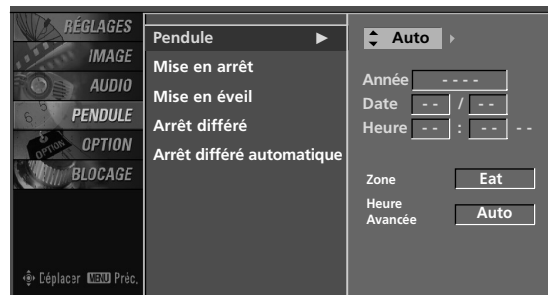 RÉGLAGES
IMAGE
AUDIO
PENDULE
OPTION
BLOCAGE
Déplacer MENU Préc.
Pendule ▶
Mise en arrêt
Mise en éveil
Arrêt différé
Arrêt différé automatique
Auto
Année - - - -
Date - - / - -
Heure - - : - - - -
Zone Eat
Heure
Avancée Auto